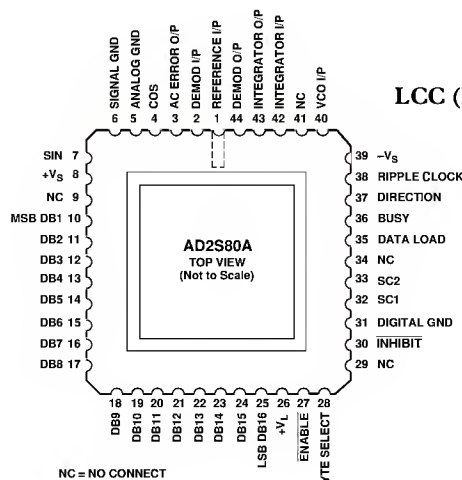 SIGNAL GND
ANALOG GND
COS
AC ERROR O/P
DEMOD I/P
REFERENCE I/P
DEMOD O/P
INTEGRATOR O/P
INTEGRATOR I/P
NC
VCO I/P
6 5 4 3 2 1 44 43 42 41 40
LCC (
SIN 7
+VS 8
NC 9
MSB DB1 10
DB2 11
DB3 12
DB4 13
DB5 14
DB6 15
DB7 16
DB8 17
AD2S80A
TOP VIEW
(Not to Scale)
39 –VS
38 RIPPLE CLOCK
37 DIRECTION
36 BUSY
35 DATA LOAD
34 NC
33 SC2
32 SC1
31 DIGITAL GND
30 INHIBIT
29 NC
18 19 20 21 22 23 24 25 26 27 28
DB9
DB10
DB11
DB12
DB13
DB14
DB15
LSB DB16
+VL
ENABLE
YTE SELECT
NC = NO CONNECT